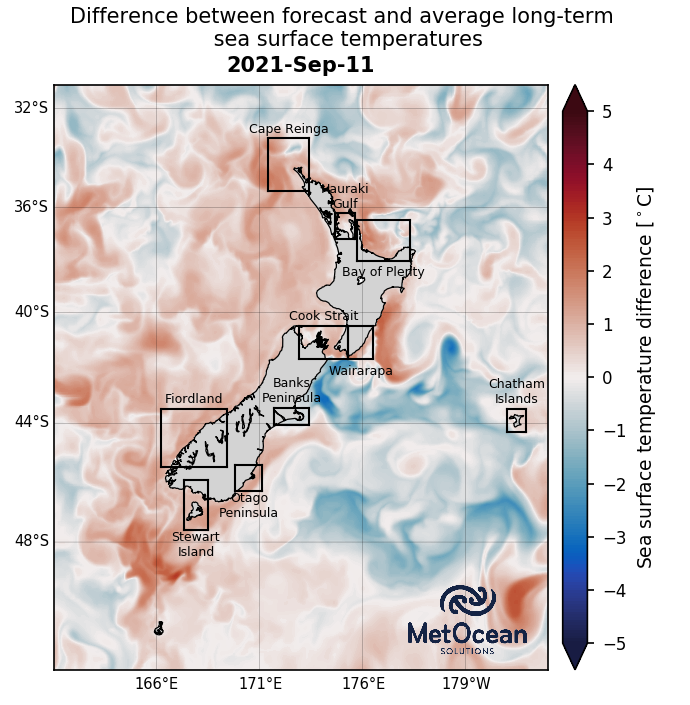 Difference between forecast and average long-term
sea surface temperatures
2021-Sep-11
32°S
36°S
40°S
44°S
48°S
Cape Reinga
Hauraki
Gulf
Bay of Plenty
Cook Strait
Wairarapa
Banks
Peninsula
Fiordland
Chatham
Islands
Otago
Peninsula
Stewart
Island
MetOcean
SOLUTIONS
166°E
171°E
176°E
179°W
5
4
3
2
1
0
−1
−2
−3
−4
−5
Sea surface temperature difference [°C]